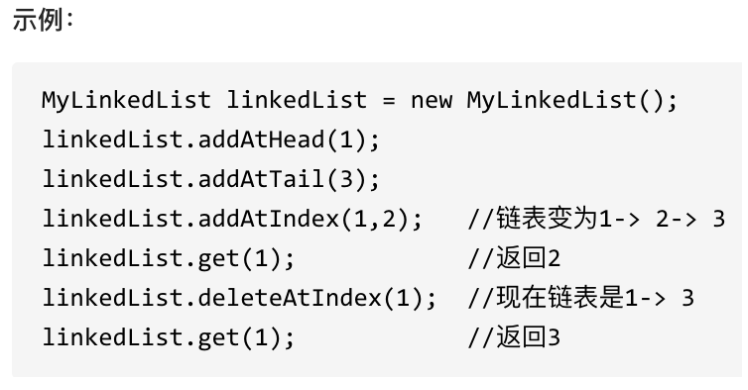 示例：
MyLinkedList linkedList = new MyLinkedList();
linkedList.addAtHead(1);
linkedList.addAtTail(3);
linkedList.addAtIndex(1,2);   //链表变为1-> 2-> 3
linkedList.get(1);            //返回2
linkedList.deleteAtIndex(1);  //现在链表是1-> 3
linkedList.get(1);            //返回3